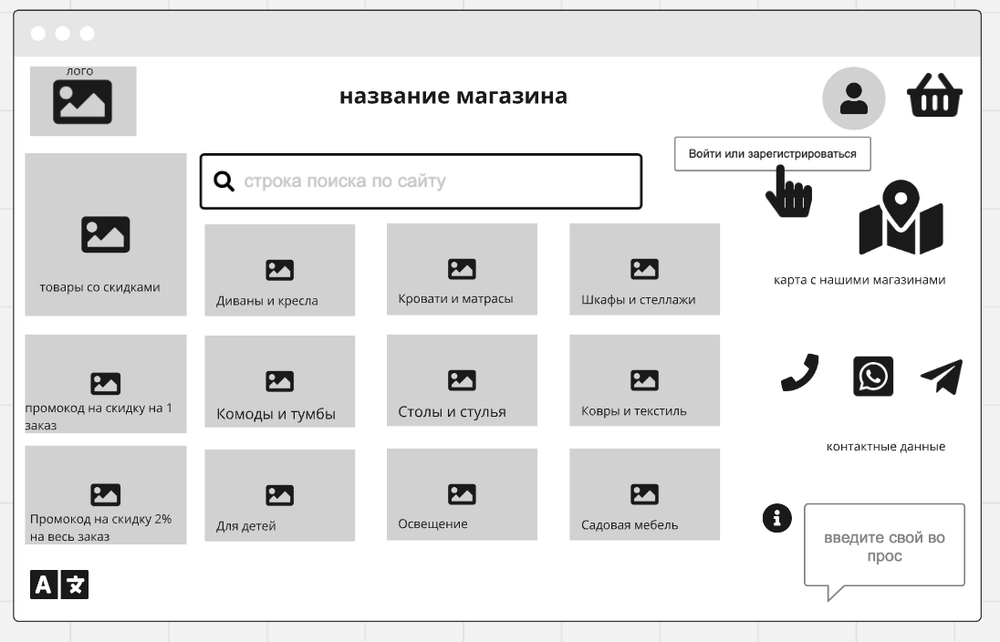 лого
название магазина
Войти или зарегистрироваться
строка поиска по сайту
товары со скидками
Диваны и кресла
Кровати и матрасы
Шкафы и стеллажи
карта с нашими магазинами
промокод на скидку на 1
заказ
Комоды и тумбы
Столы и стулья
Ковры и текстиль
контактные данные
Промокод на скидку 2%
на весь заказ
Для детей
Освещение
Садовая мебель
введите свой во
прос
A 文